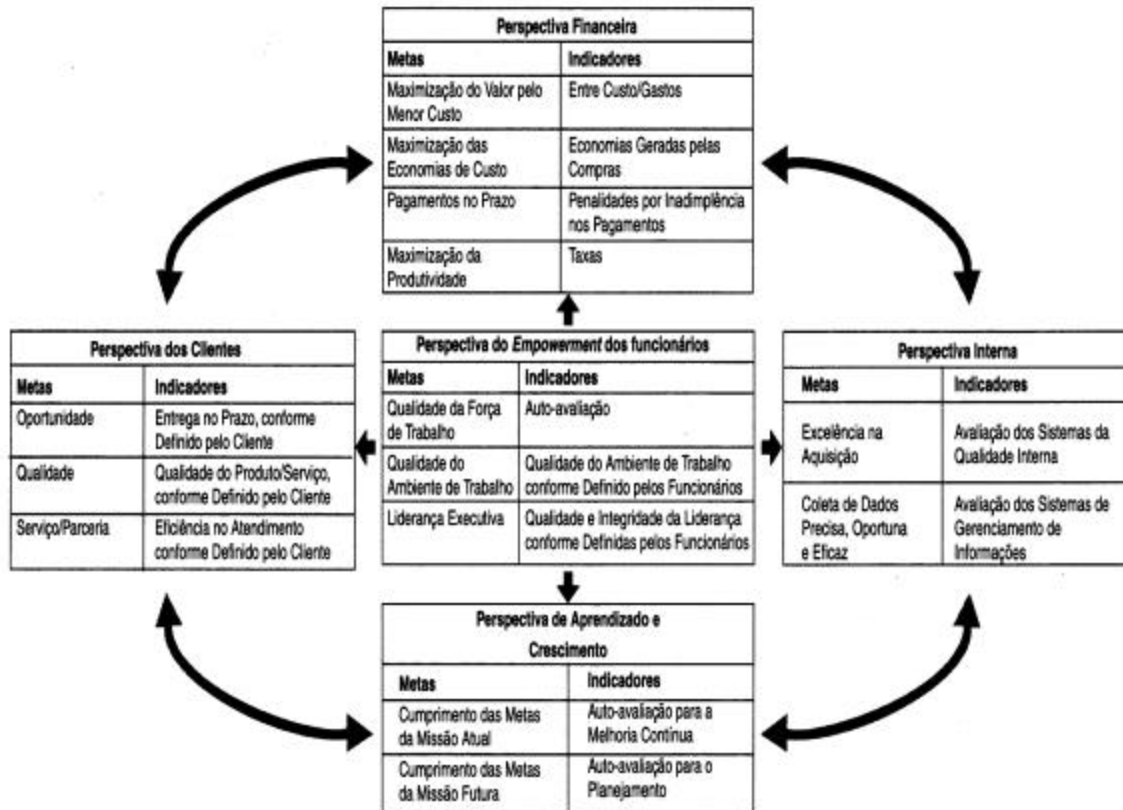 Perspectiva Financeira
Metas
Indicadores
Maximização do Valor pelo
Menor Custo
Entre Custo/Gastos
Maximização das
Economias de Custo
Economias Geradas pelas
Compras
Pagamentos no Prazo
Penalidades por Inadimplência
nos Pagamentos
Maximização da
Produtividade
Taxas
Perspectiva dos Clientes
Metas
Indicadores
Oportunidade
Entrega no Prazo, conforme
Definido pelo Cliente
Qualidade
Qualidade do Produto/Serviço,
conforme Definido pelo Cliente
Serviço/Parceria
Eficiência no Atendimento
conforme Definido pelo Cliente
Perspectiva do Empowerment dos funcionários
Metas
Indicadores
Qualidade da Força
de Trabalho
Auto-avaliação
Qualidade do
Ambiente de Trabalho
Qualidade do Ambiente de Trabalho
conforme Definido pelos Funcionários
Liderança Executiva
Qualidade e Integridade da Liderança
conforme Definidas pelos Funcionários
Perspectiva Interna
Metas
Indicadores
Excelência na
Aquisição
Avaliação dos Sistemas da
Qualidade Interna
Coleta de Dados
Precisa, Oportuna
e Eficaz
Avaliação dos Sistemas de
Gerenciamento de
Informações
Perspectiva de Aprendizado e
Crescimento
Metas
Indicadores
Cumprimento das Metas
da Missão Atual
Auto-avaliação para a
Melhoria Contínua
Cumprimento das Metas
da Missão Futura
Auto-avaliação para o
Planejamento